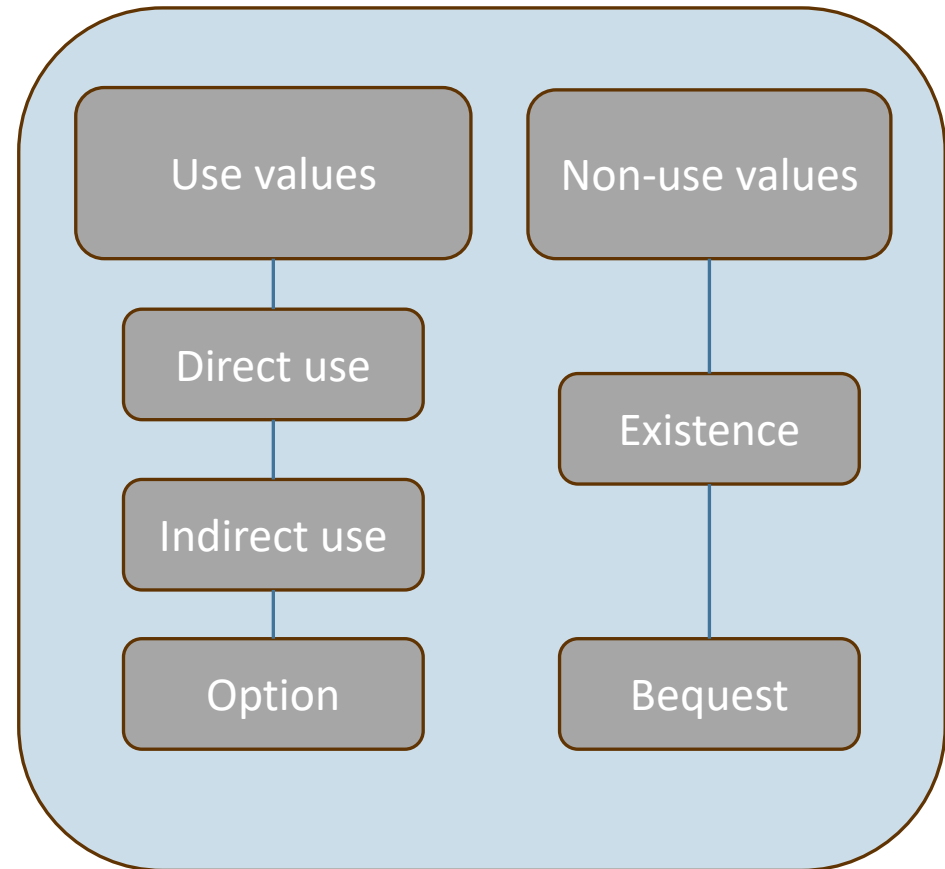 Use values
Direct use
Indirect use
Option
Non-use values
Existence
Bequest